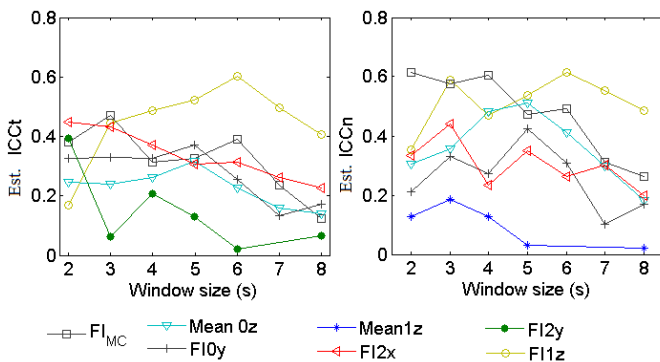 0.8
0.6
0.4
0.2
0
Est. ICCt
2 3 4 5 6 7 8
Window size (s)
0.8
0.6
0.4
0.2
0
Est. ICCn
2 3 4 5 6 7 8
Window size (s)
FI_MC
Mean 0z
FI0y
Mean1z
FI2x
FI2y
FI1z